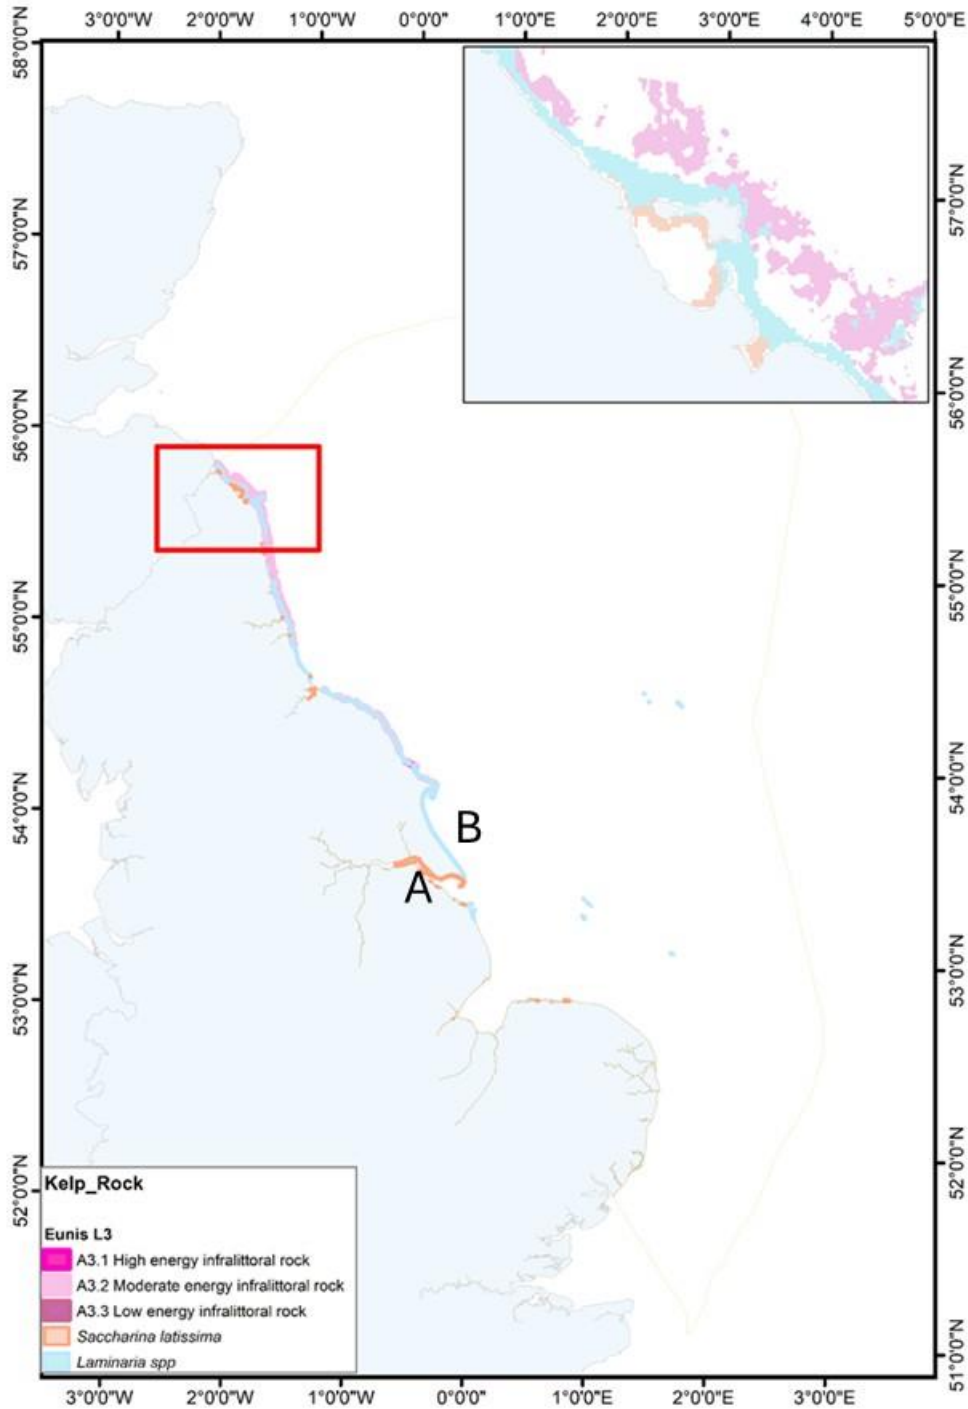 3°0'0"W 2°0'0"W 1°0'0"W 0°0'0" 1°0'0"E 2°0'0"E 3°0'0"E 4°0'0"E 5°0'0"E
58°0'0"N
57°0'0"N
57°0'0"N
56°0'0"N
56°0'0"N
55°0'0"N
55°0'0"N
54°0'0"N
54°0'0"N
B
A
53°0'0"N
53°0'0"N
52°0'0"N
52°0'0"N
51°0'0"N
Kelp_Rock
Eunis L3
A3.1 High energy infralittoral rock
A3.2 Moderate energy infralittoral rock
A3.3 Low energy infralittoral rock
Saccharina latissima
Laminaria spp
3°0'0"W 2°0'0"W 1°0'0"W 0°0'0" 1°0'0"E 2°0'0"E 3°0'0"E